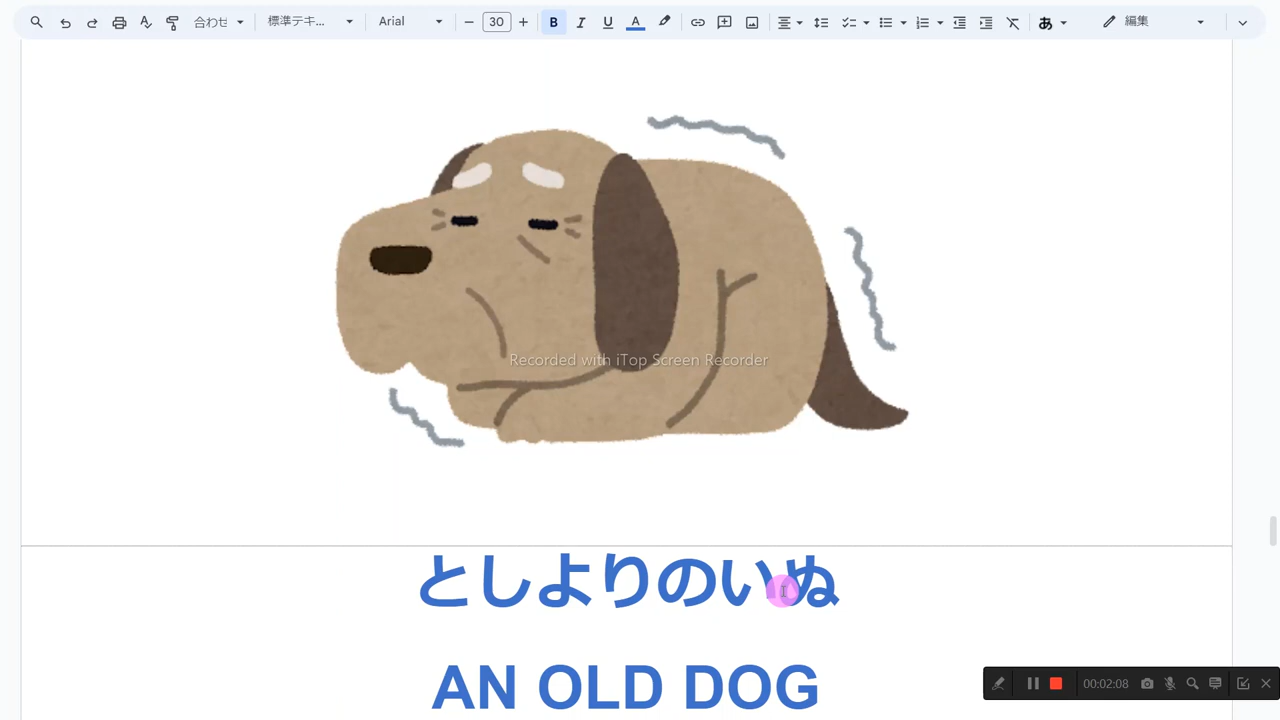 合わせ 標準テキ... Arial 30 B I U A あ 編集
Recorded with iTop Screen Recorder
としよりのいぬ
AN OLD DOG
00:02:08